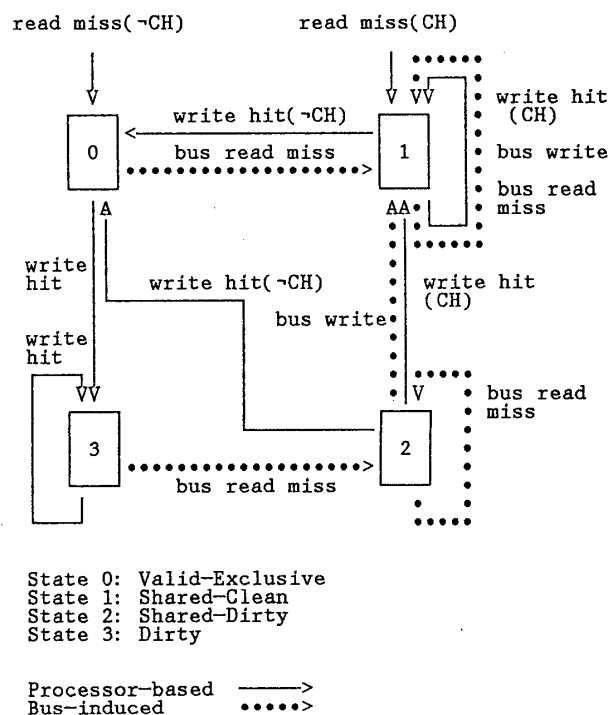 read miss(¬CH)
read miss(CH)
write hit(¬CH)
0
1
bus read miss
write hit
(CH)
bus write
bus read
miss
write
hit
write hit(¬CH)
bus write
write hit
(CH)
write
hit
3
2
bus read miss
bus read
miss
State 0: Valid—Exclusive
State 1: Shared—Clean
State 2: Shared—Dirty
State 3: Dirty
Processor—based
Bus—induced